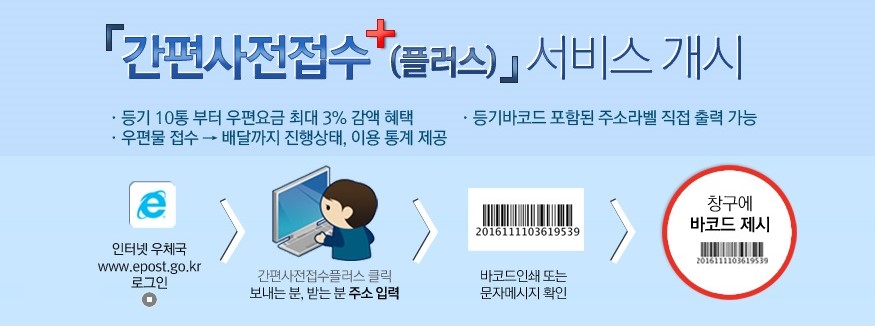 「간편사전접수+(플러스)」 서비스 개시
· 등기 10통 부터 우편요금 최대 3% 감액 혜택
· 등기바코드 포함된 주소라벨 직접 출력 가능
· 우편물 접수 → 배달까지 진행상태, 이용 통계 제공
인터넷 우체국
www.epost.go.kr
로그인
간편사전접수플러스 클릭
보내는 분, 받는 분 주소 입력
2016111103619539
바코드인쇄 또는
문자메시지 확인
창구에
바코드 제시
2016111103619539